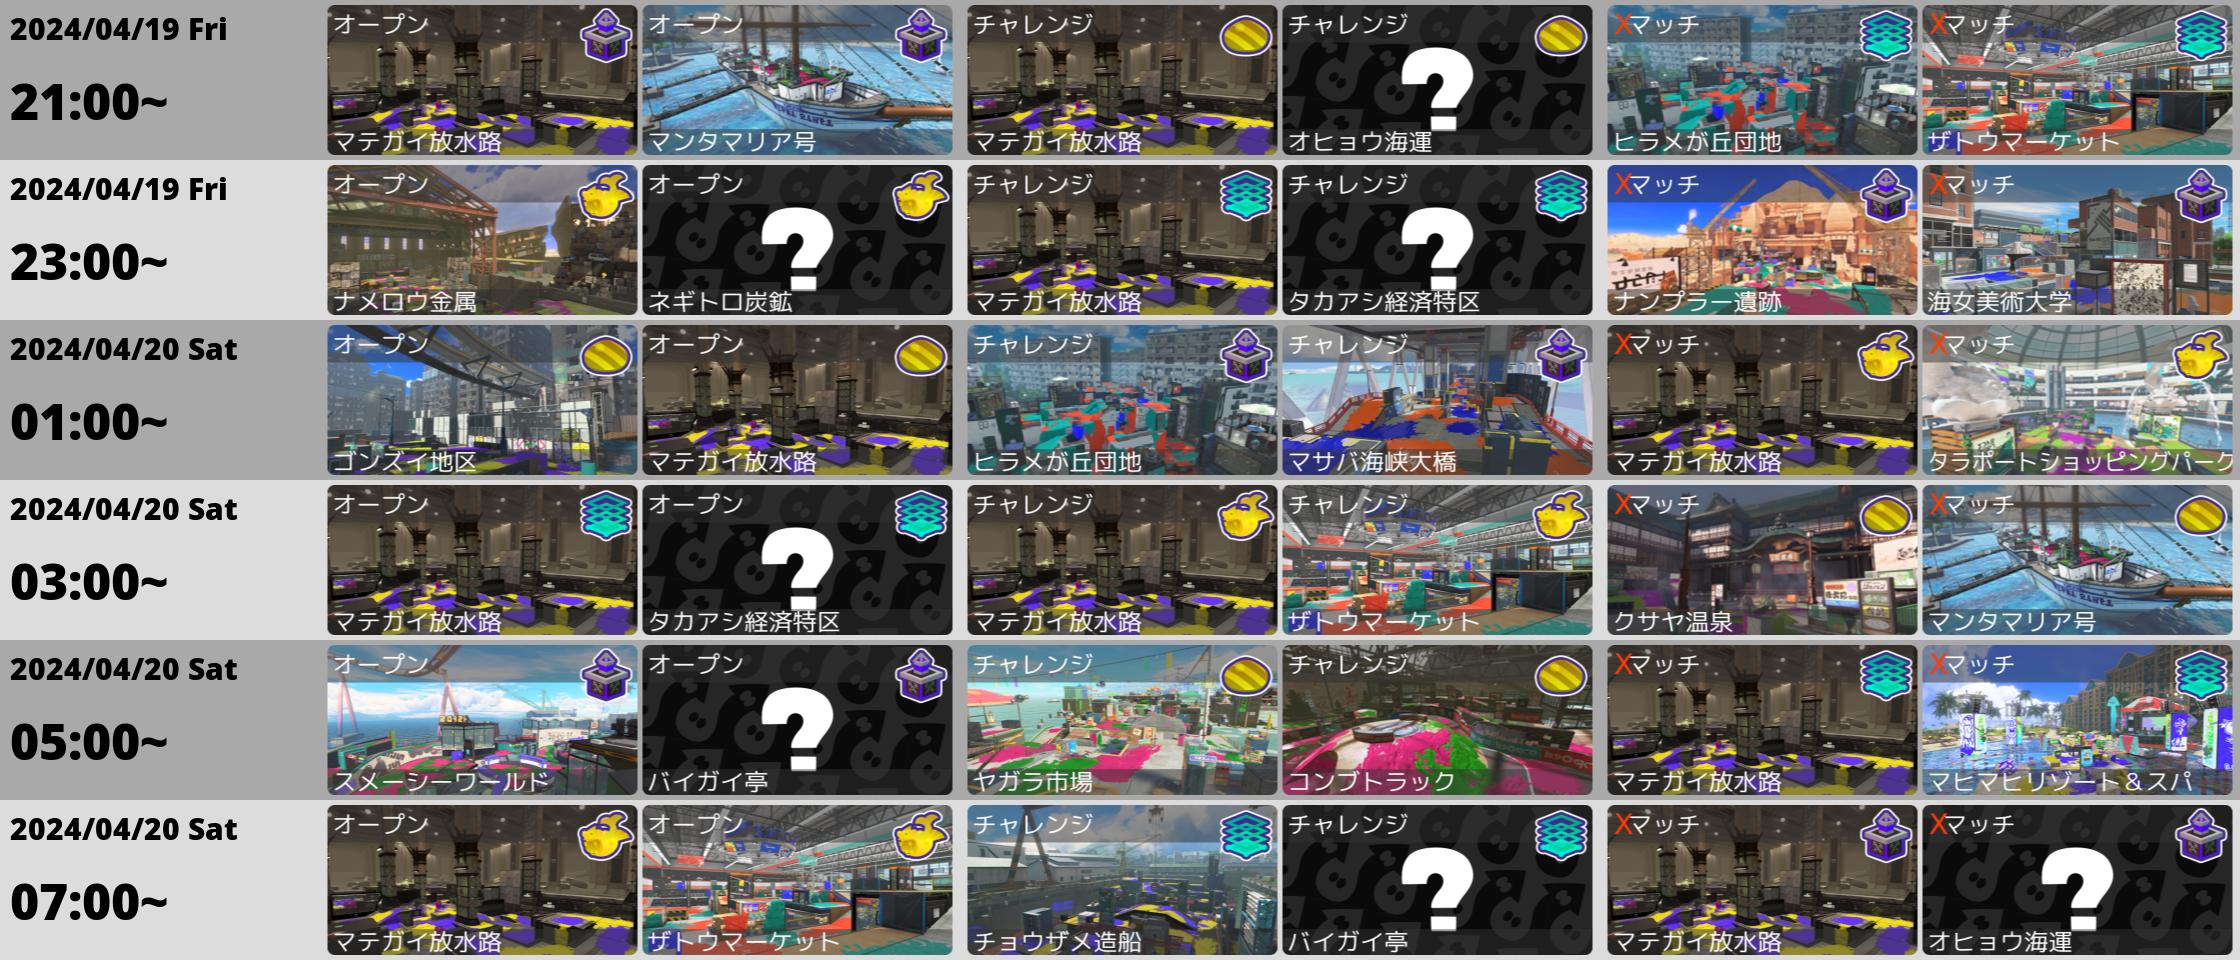 2024/04/19 Fri
21:00~
オープン
マテガイ放水路
オープン
マンタマリア号
チャレンジ
マテガイ放水路
チャレンジ
?
オヒョウ海運
Xマッチ
ヒラメが丘団地
Xマッチ
ザトウマーケット
2024/04/19 Fri
23:00~
オープン
ナメロウ金属
オープン
?
ネギトロ炭鉱
チャレンジ
マテガイ放水路
チャレンジ
?
タカアシ経済特区
Xマッチ
ナンプラー遺跡
Xマッチ
海女美術大学
2024/04/20 Sat
01:00~
オープン
ゴンズイ地区
オープン
マテガイ放水路
チャレンジ
ヒラメが丘団地
チャレンジ
マサバ海峡大橋
Xマッチ
マテガイ放水路
Xマッチ
タラポートショッピングパーク
2024/04/20 Sat
03:00~
オープン
マテガイ放水路
オープン
?
タカアシ経済特区
チャレンジ
マテガイ放水路
チャレンジ
ザトウマーケット
Xマッチ
クサヤ温泉
Xマッチ
マンタマリア号
2024/04/20 Sat
05:00~
オープン
スメーシーワールド
オープン
?
バイガイ亭
チャレンジ
ヤガラ市場
チャレンジ
コンブトラック
Xマッチ
マテガイ放水路
Xマッチ
マヒマヒリゾート＆スパ
2024/04/20 Sat
07:00~
オープン
マテガイ放水路
オープン
ザトウマーケット
チャレンジ
チョウザメ造船
チャレンジ
?
バイガイ亭
Xマッチ
マテガイ放水路
Xマッチ
?
オヒョウ海運